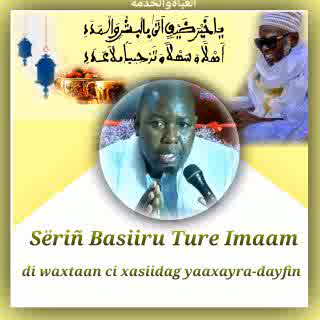 العبادة والخدمة
يا خير ضيف أتى بالبشر والمدد
أهلا وسهلا وترحيبا بلا عدد
Sëriñ Basiiru Ture Imaam
di waxtaan ci xasiidag yaaxayra-dayfin